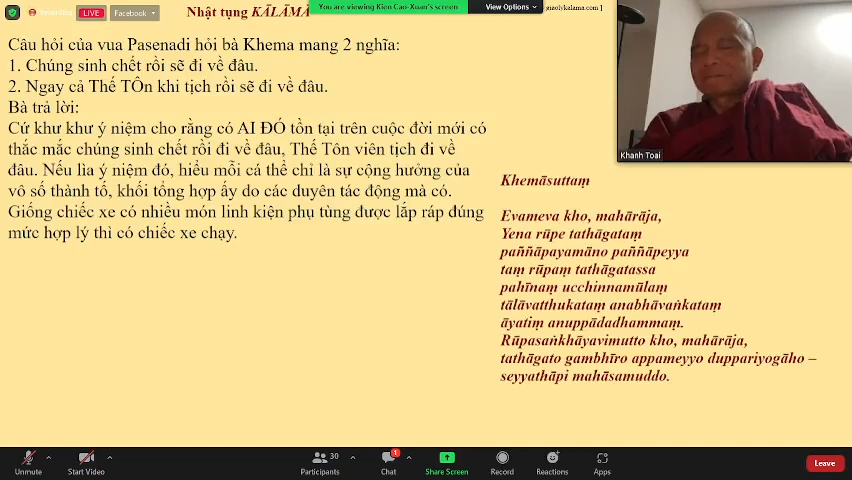 Recording
LIVE
Facebook
Nhật tụng KĀLĀMA
You are viewing Kien Cao-Xuan's screen
View Options
giaolykalama.com ]
Câu hỏi của vua Pasenadi hỏi bà Khema mang 2 nghĩa:
1. Chúng sinh chết rồi sẽ đi về đâu.
2. Ngay cả Thế TÔn khi tịch rồi sẽ đi về đâu.
Bà trả lời:
Cứ khư khư ý niệm cho rằng có AI ĐÓ tồn tại trên cuộc đời mới có
thắc mắc chúng sinh chết rồi đi về đâu, Thế Tôn viên tịch đi về
đâu. Nếu lìa ý niệm đó, hiểu mỗi cá thể chỉ là sự cộng hưởng của
vô số thành tố, khối tổng hợp ấy do các duyên tác động mà có.
Giống chiếc xe có nhiều món linh kiện phụ tùng được lắp ráp đúng
mức hợp lý thì có chiếc xe chạy.
Khanh Toai
Khemāsuttaṃ
Evameva kho, mahārāja,
Yena rūpe tathāgataṃ
paññāpayamāno paññāpeyya
taṃ rūpaṃ tathāgatassa
pahīnaṃ ucchinnamūlaṃ
tālāvatthukataṃ anabhāvaṅkataṃ
āyatiṃ anuppādadhammaṃ.
Rūpasaṅkhāyavimutto kho, mahārāja,
tathāgato gambhīro appameyyo duppariyogāho –
seyyathāpi mahāsamuddo.
Unmute
Start Video
Participants
30
Chat
1
Share Screen
Record
Reactions
Apps
Leave